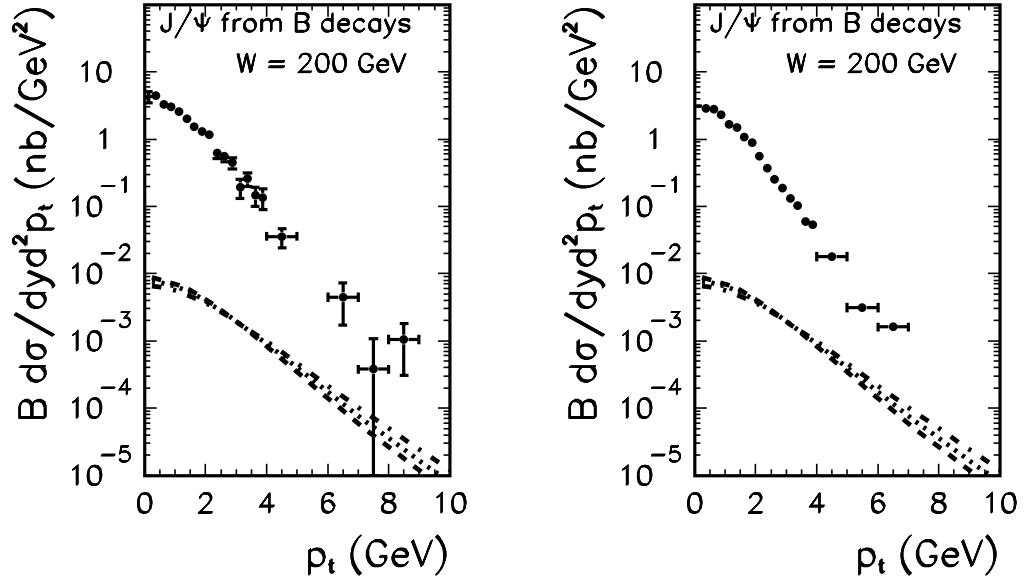 J/ψ from B decays
W = 200 GeV
B dσ/dyd²pₜ (nb/GeV²)
10
1
10⁻¹
10⁻²
10⁻³
10⁻⁴
10⁻⁵
0 2 4 6 8 10
pₜ (GeV)
J/ψ from B decays
W = 200 GeV
B dσ/dyd²pₜ (nb/GeV²)
10
1
10⁻¹
10⁻²
10⁻³
10⁻⁴
10⁻⁵
0 2 4 6 8 10
pₜ (GeV)